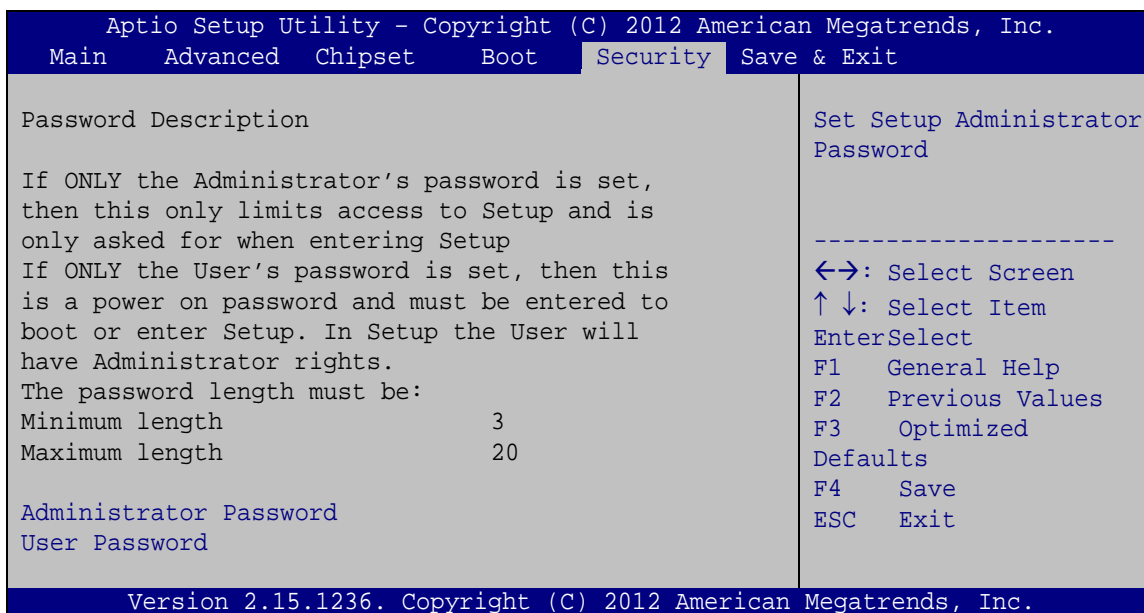 Aptio Setup Utility – Copyright (C) 2012 American Megatrends, Inc.
Main Advanced Chipset Boot Security Save & Exit
Password Description
If ONLY the Administrator’s password is set,
then this only limits access to Setup and is
only asked for when entering Setup
If ONLY the User’s password is set, then this
is a power on password and must be entered to
boot or enter Setup. In Setup the User will
have Administrator rights.
The password length must be:
Minimum length 3
Maximum length 20
Administrator Password
User Password
Set Setup Administrator
Password
---------------------
←→: Select Screen
↑ ↓: Select Item
EnterSelect
F1 General Help
F2 Previous Values
F3 Optimized
Defaults
F4 Save
ESC Exit
Version 2.15.1236. Copyright (C) 2012 American Megatrends, Inc.